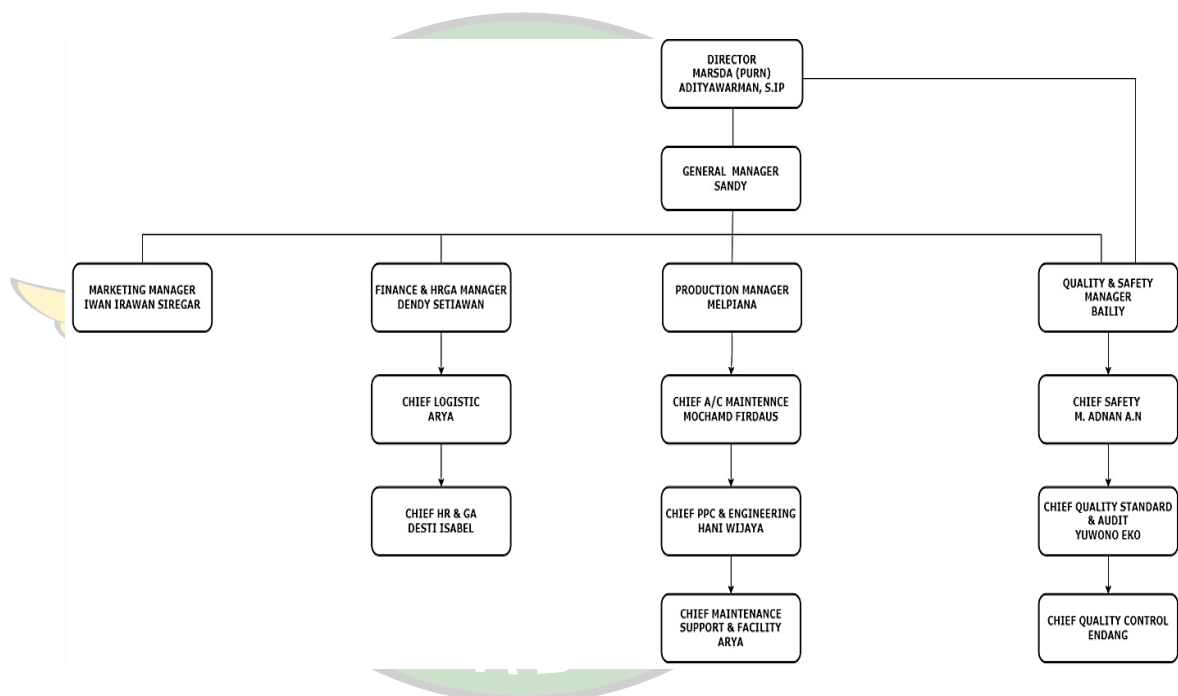 DIRECTOR
MARSDA (PURN)
ADITYAWARMAN, S.IP
GENERAL MANAGER
SANDY
MARKETING MANAGER
IWAN IRAWAN SIREGAR
FINANCE & HRGA MANAGER
DENDY SETIAWAN
PRODUCTION MANAGER
MELPIANA
QUALITY & SAFETY
MANAGER
BAILIY
CHIEF LOGISTIC
ARYA
CHIEF A/C MAINTENNCE
MOCHAMD FIRDAUS
CHIEF SAFETY
M. ADNAN A.N
CHIEF HR & GA
DESTI ISABEL
CHIEF PPC & ENGINEERING
HANI WIJAYA
CHIEF QUALITY STANDARD
& AUDIT
YUWONO EKO
CHIEF MAINTENANCE
SUPPORT & FACILITY
ARYA
CHIEF QUALITY CONTROL
ENDANG